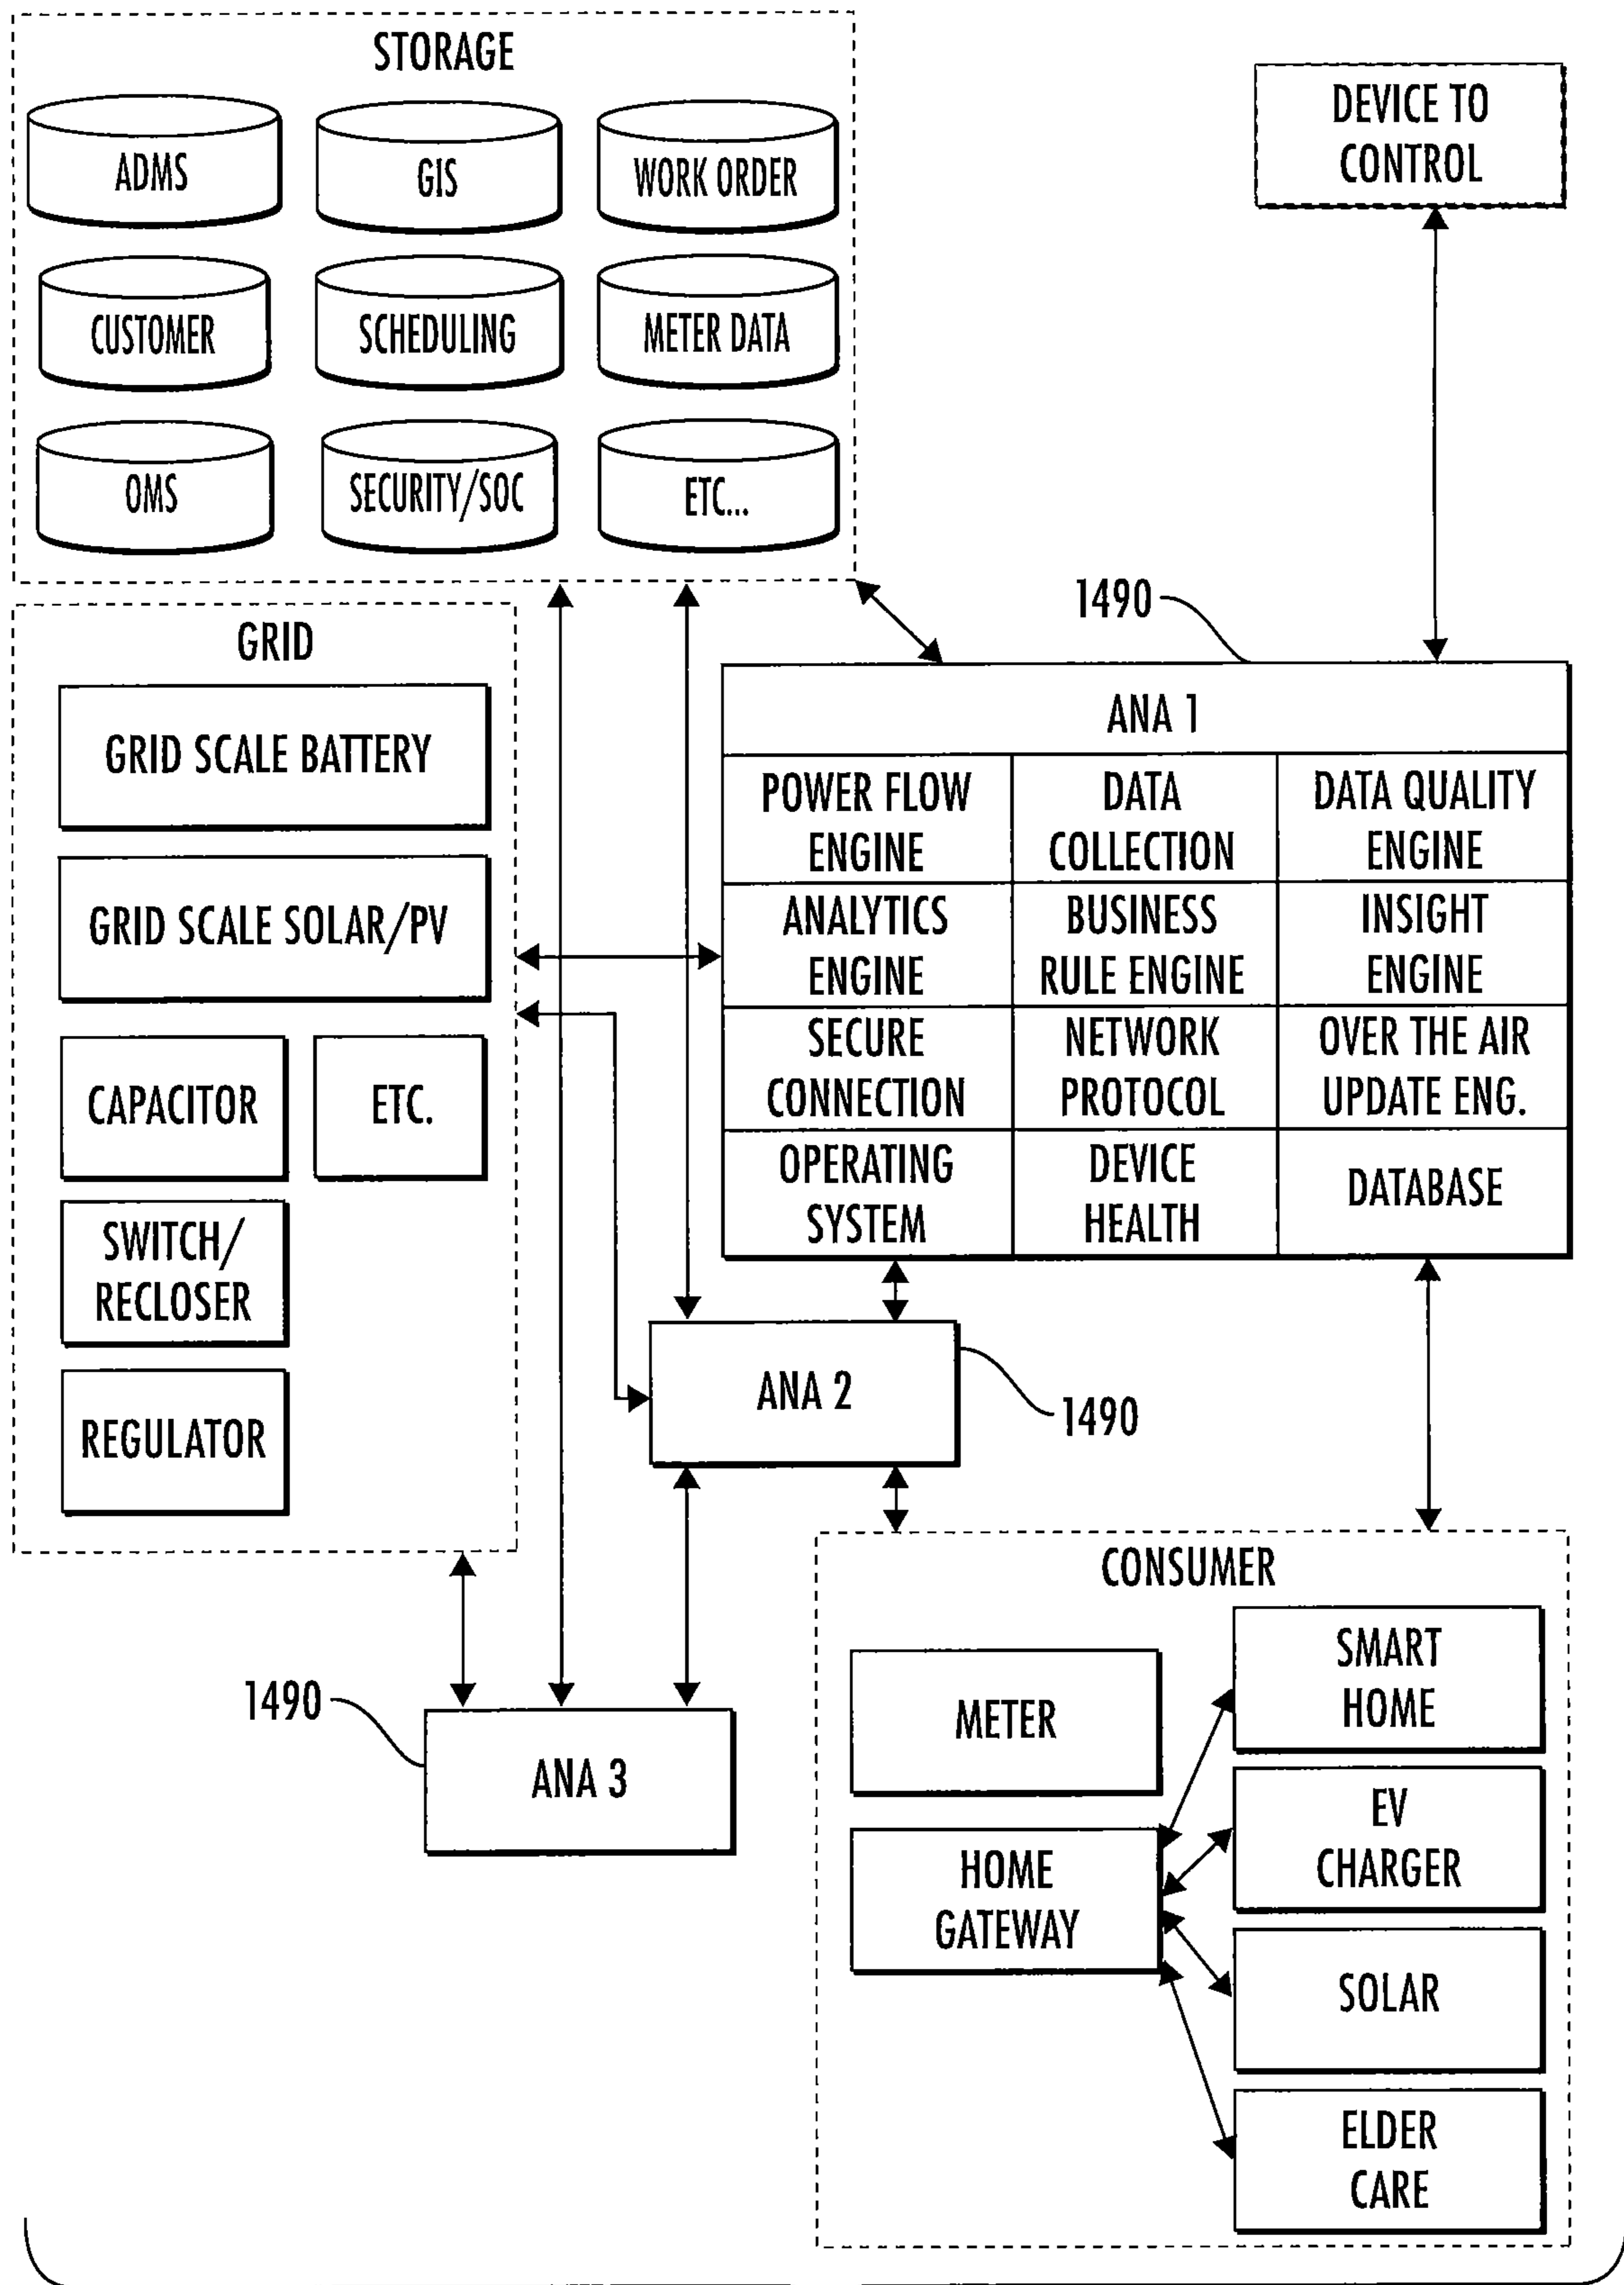 STORAGE
ADMS
GIS
WORK ORDER
CUSTOMER
SCHEDULING
METER DATA
OMS
SECURITY/SOC
ETC...
DEVICE TO
CONTROL
GRID
GRID SCALE BATTERY
GRID SCALE SOLAR/PV
CAPACITOR
ETC.
SWITCH/
RECLOSER
REGULATOR
1490
ANA 1
POWER FLOW
ENGINE
DATA
COLLECTION
DATA QUALITY
ENGINE
ANALYTICS
ENGINE
BUSINESS
RULE ENGINE
INSIGHT
ENGINE
SECURE
CONNECTION
NETWORK
PROTOCOL
OVER THE AIR
UPDATE ENG.
OPERATING
SYSTEM
DEVICE
HEALTH
DATABASE
ANA 2
1490
1490
ANA 3
CONSUMER
METER
HOME
GATEWAY
SMART
HOME
EV
CHARGER
SOLAR
ELDER
CARE